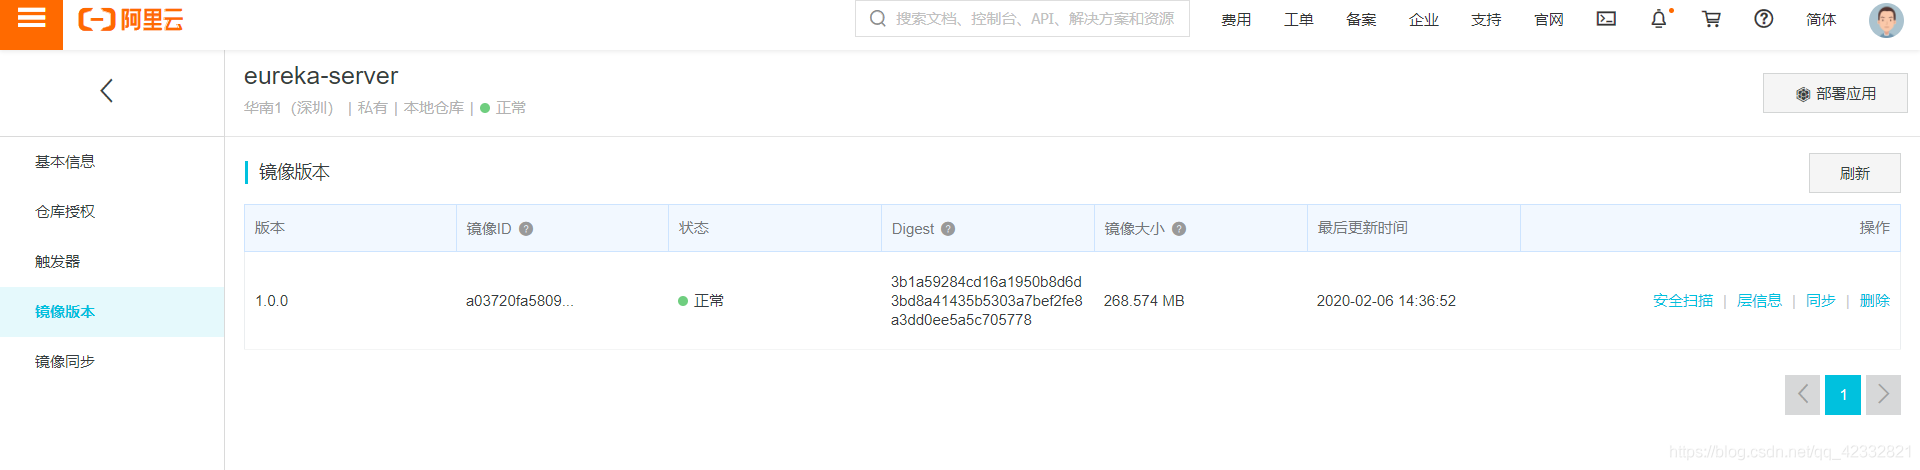 阿里云
搜索文档、控制台、API、解决方案和资源
费用 工单 备案 企业 支持 官网 简体
eureka-server
华南1（深圳） | 私有 | 本地仓库 | 正常
部署应用
基本信息
仓库授权
触发器
镜像版本
镜像同步
镜像版本
刷新
版本 镜像ID ? 状态 Digest ? 镜像大小 ? 最后更新时间 操作
1.0.0 a03720fa5809... 正常 3b1a59284cd16a1950b8d6d
3bd8a41435b5303a7bef2fe8
a3dd0ee5a5c705778 268.574 MB 2020-02-06 14:36:52 安全扫描 | 层信息 | 同步 | 删除
1
https://blog.csdn.net/qq_42332821